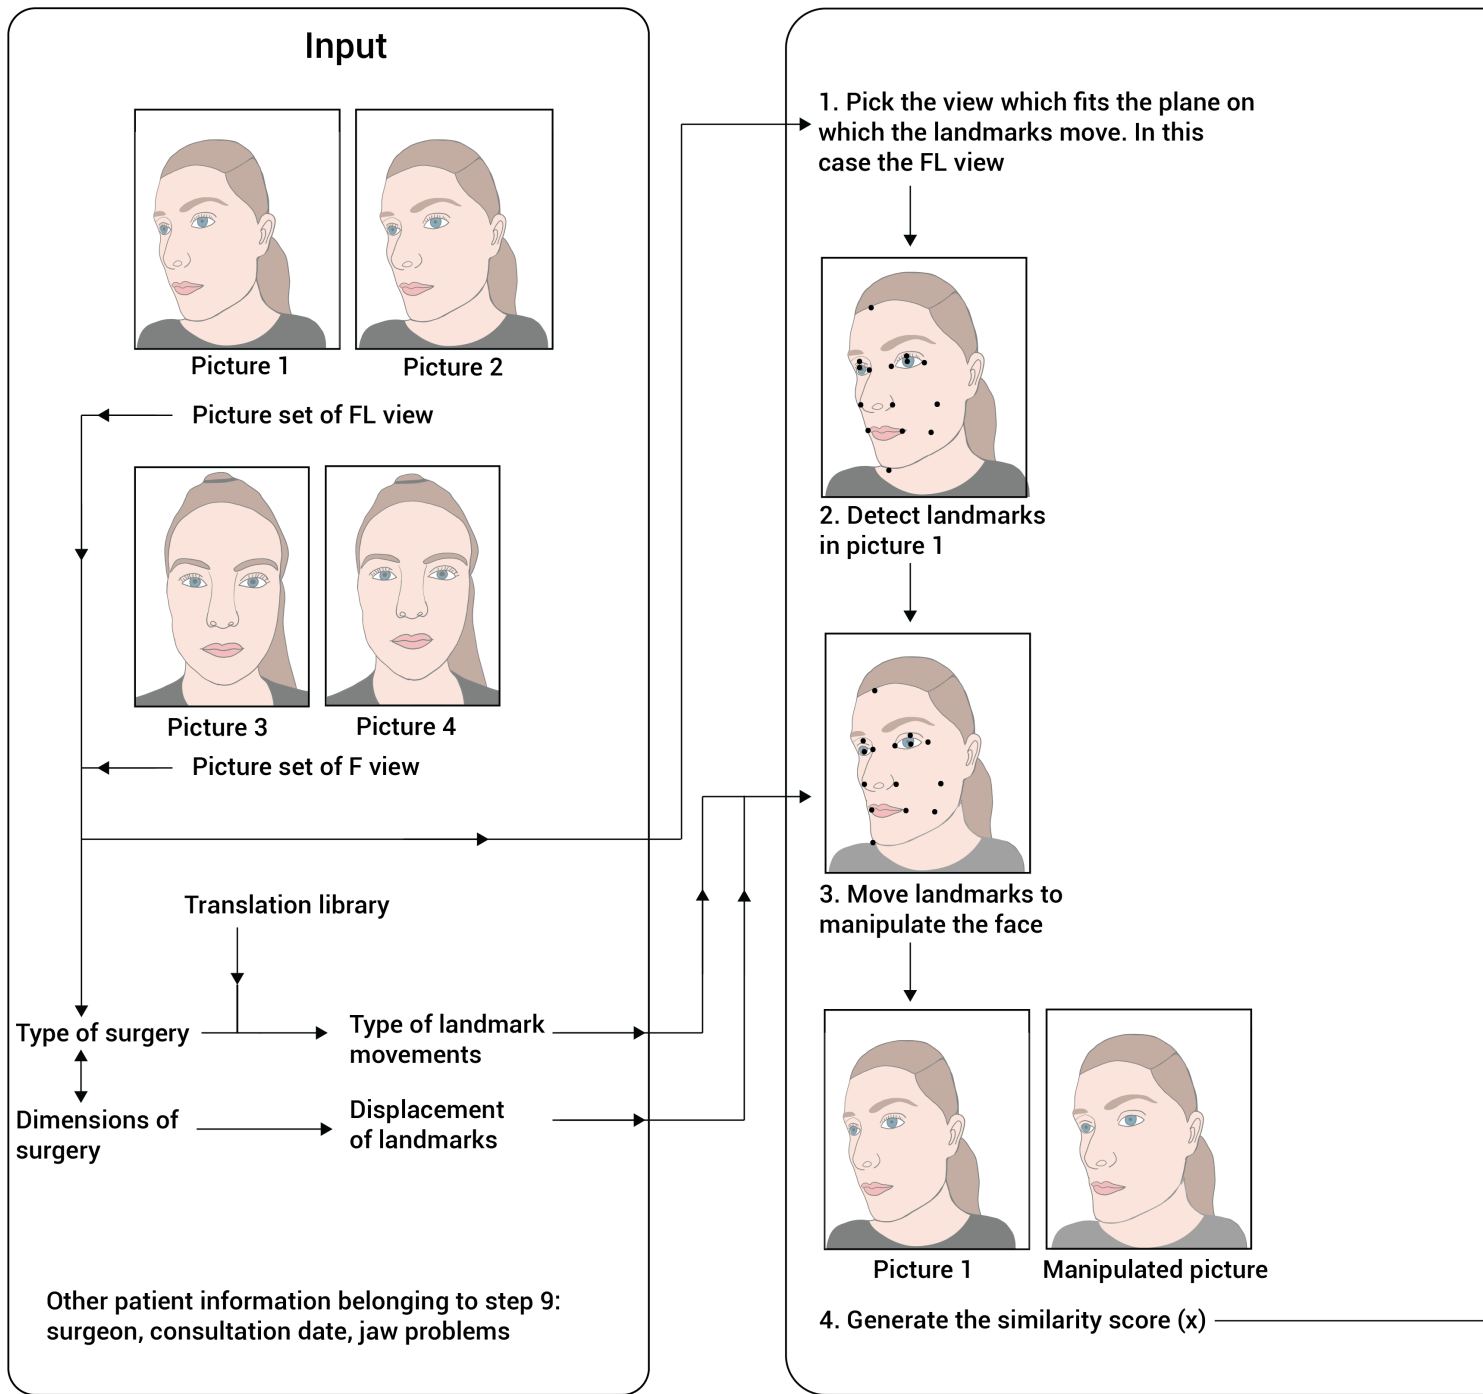 Input
Picture 1
Picture 2
Picture set of FL view
Picture 3
Picture 4
Picture set of F view
Translation library
Type of surgery
Type of landmark
movements
Dimensions of
surgery
Displacement
of landmarks
Other patient information belonging to step 9:
surgeon, consultation date, jaw problems
1. Pick the view which fits the plane on
which the landmarks move. In this
case the FL view
2. Detect landmarks
in picture 1
3. Move landmarks to
manipulate the face
Picture 1
Manipulated picture
4. Generate the similarity score (x)